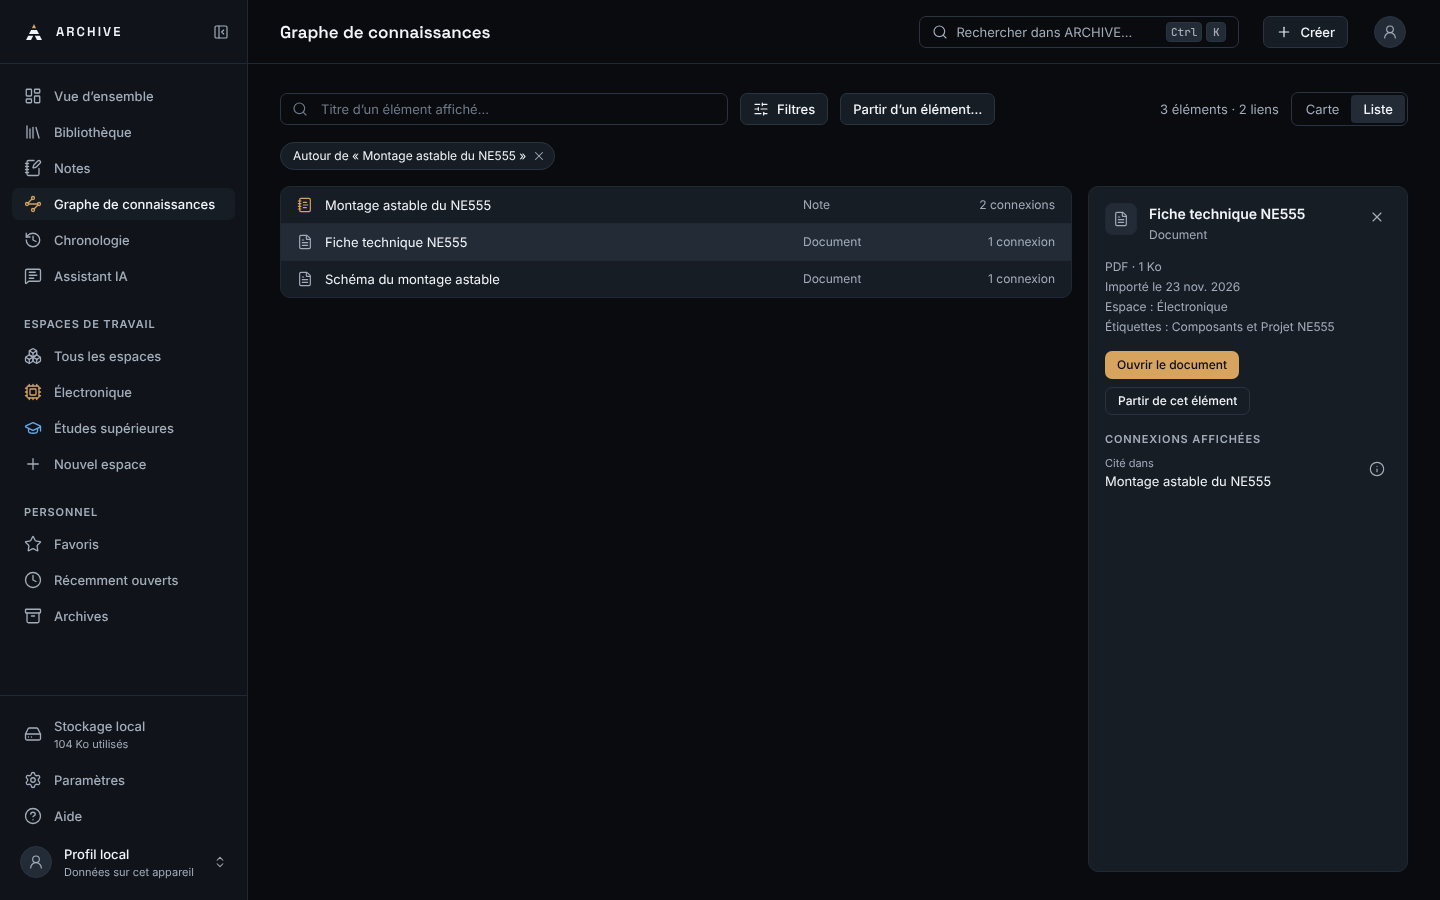 ARCHIVE
Graphe de connaissances
Rechercher dans ARCHIVE...
Ctrl
K
Créer
Vue d’ensemble
Bibliothèque
Notes
Graphe de connaissances
Chronologie
Assistant IA
ESPACES DE TRAVAIL
Tous les espaces
Électronique
Études supérieures
Nouvel espace
PERSONNEL
Favoris
Récemment ouverts
Archives
Stockage local
104 Ko utilisés
Paramètres
Aide
Profil local
Données sur cet appareil
Titre d’un élément affiché...
Filtres
Partir d’un élément...
3 éléments · 2 liens
Carte
Liste
Autour de « Montage astable du NE555 »
Montage astable du NE555 Note 2 connexions
Fiche technique NE555 Document 1 connexion
Schéma du montage astable Document 1 connexion
Fiche technique NE555
Document
PDF · 1 Ko
Importé le 23 nov. 2026
Espace : Électronique
Étiquettes : Composants et Projet NE555
Ouvrir le document
Partir de cet élément
CONNEXIONS AFFICHÉES
Cité dans
Montage astable du NE555